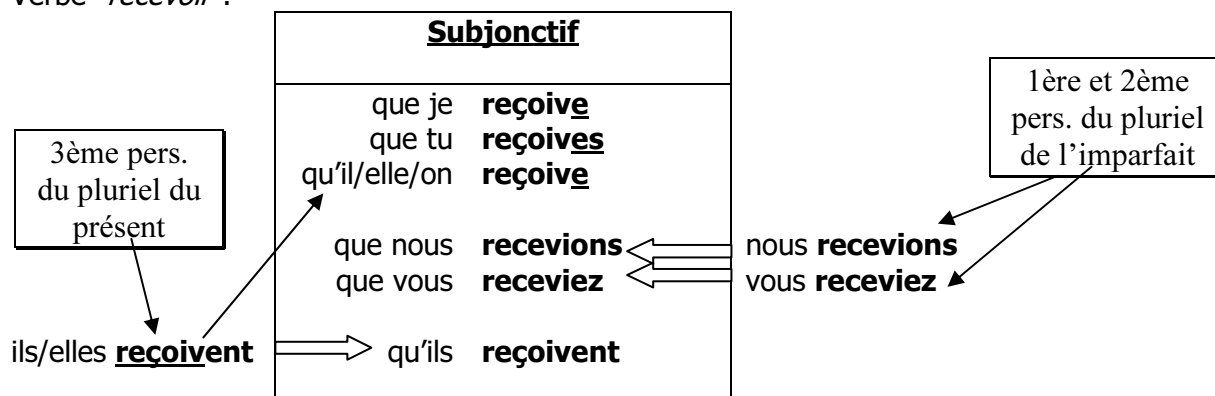 Verbe "recevoir":
Subjonctif
1ère et 2ème
pers. du pluriel
de l'imparfait
3ème pers.
du pluriel du
présent
que je reçoive
que tu reçoives
qu'il/elle/on reçoive
que nous recevions nous recevions
que vous receviez vous receviez
ils/elles reçoivent qu'ils reçoivent